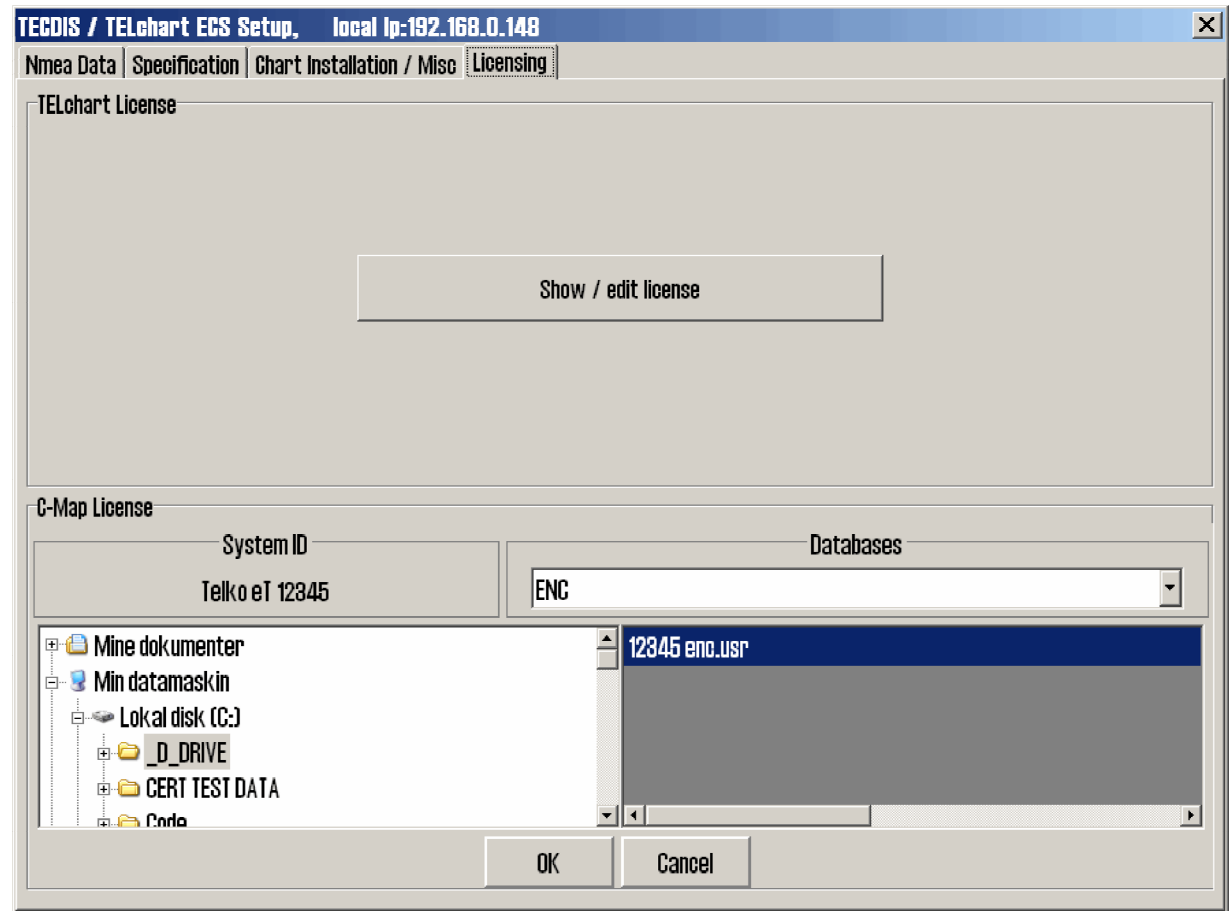 TECDIS / TELchart ECS Setup, local Ip:192.168.0.148
Nmea Data Specification Chart Installation / Misc Licensing
TELchart License
Show / edit license
C-Map License
System ID
Databases
Telko eT 12345
ENC
Mine dokumenter
12345 enc.usr
Min datamaskin
Lokal disk (C:)
_D_DRIVE
CERT TEST DATA
Code
OK
Cancel